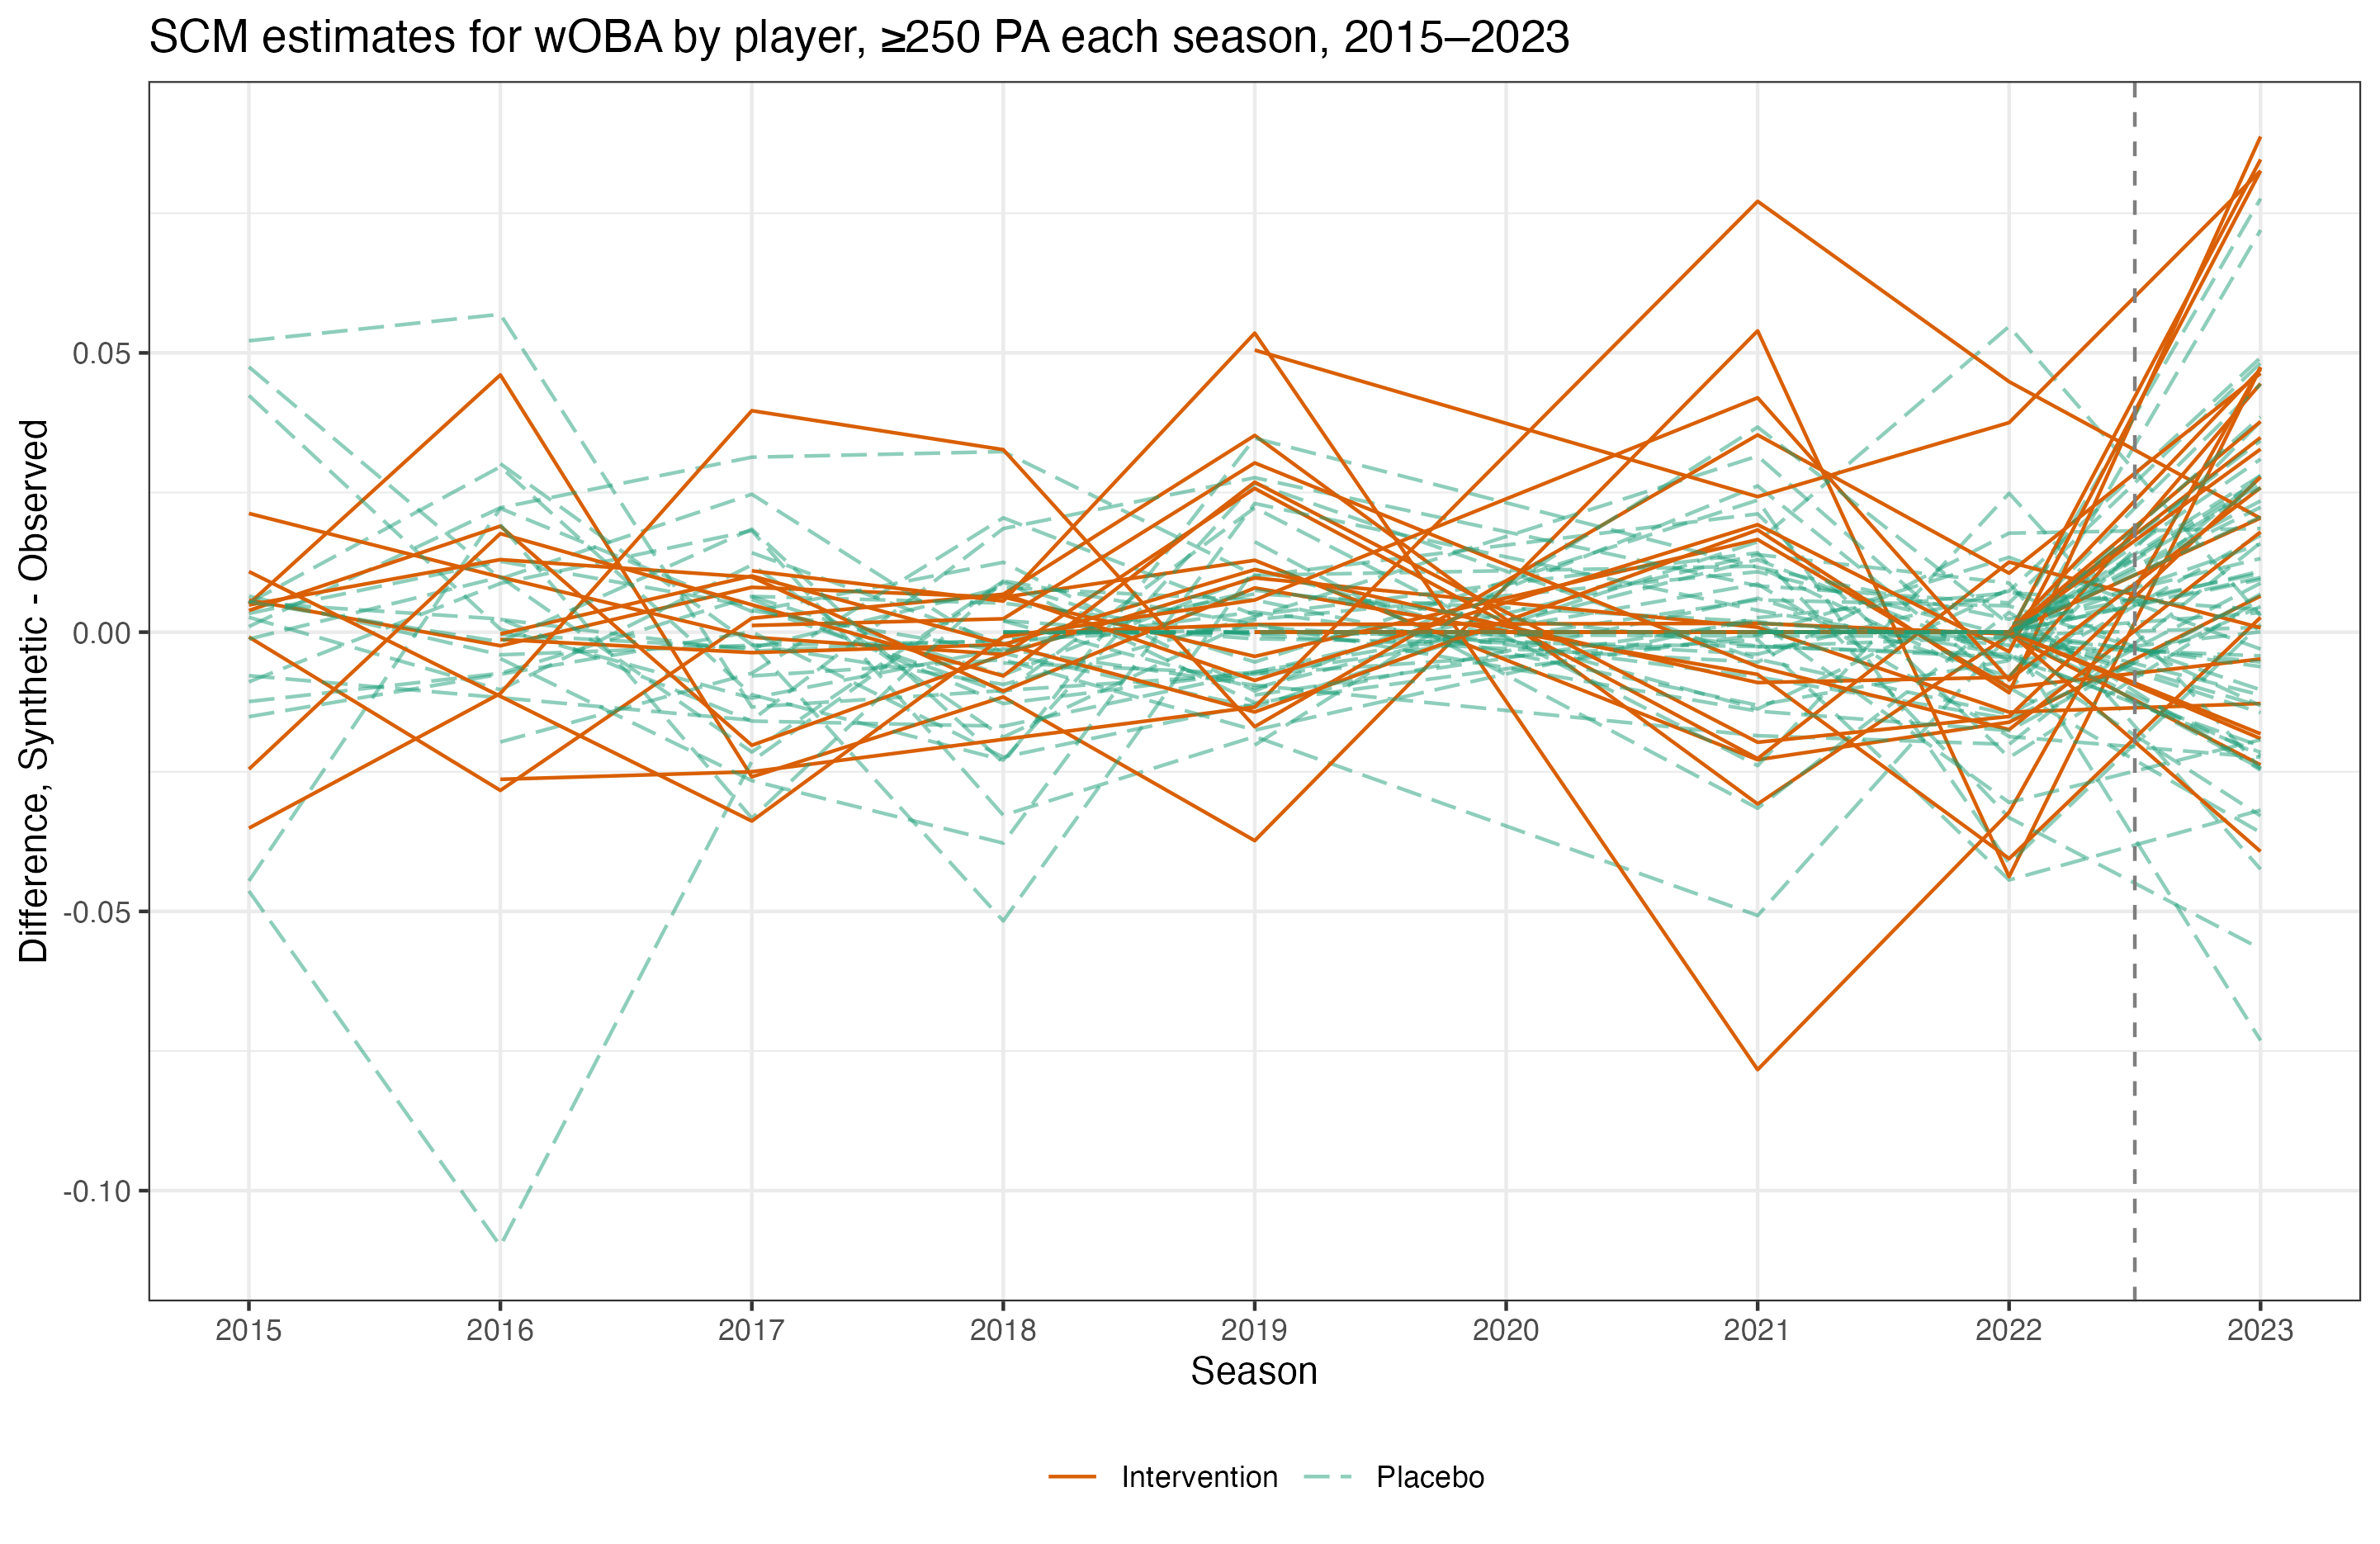 SCM estimates for wOBA by player, ≥250 PA each season, 2015–2023
Difference, Synthetic - Observed
0.05
0.00
-0.05
-0.10
2015 2016 2017 2018 2019 2020 2021 2022 2023
Season
Intervention Placebo